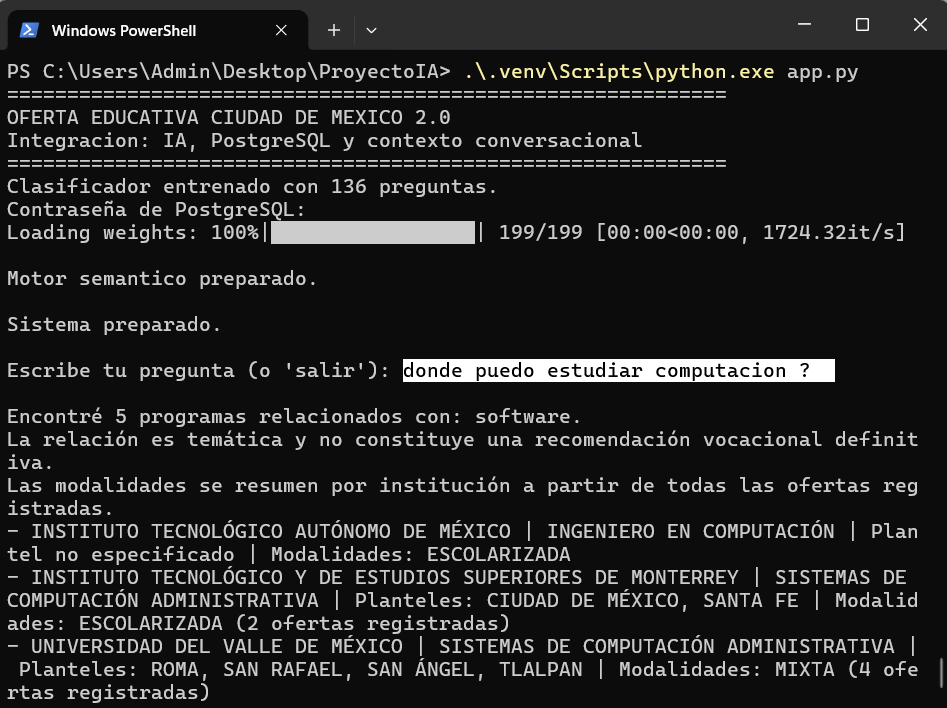 Windows PowerShell
PS C:\Users\Admin\Desktop\ProyectoIA> .\.venv\Scripts\python.exe app.py
============================================================
OFERTA EDUCATIVA CIUDAD DE MEXICO 2.0
Integracion: IA, PostgreSQL y contexto conversacional
============================================================
Clasificador entrenado con 136 preguntas.
Contraseña de PostgreSQL:
Loading weights: 100%| | 199/199 [00:00<00:00, 1724.32it/s]
Motor semantico preparado.
Sistema preparado.
Escribe tu pregunta (o 'salir'): donde puedo estudiar computacion ?
Encontré 5 programas relacionados con: software.
La relación es temática y no constituye una recomendación vocacional definit
iva.
Las modalidades se resumen por institución a partir de todas las ofertas reg
istradas.
- INSTITUTO TECNOLÓGICO AUTÓNOMO DE MÉXICO | INGENIERO EN COMPUTACIÓN | Plan
tel no especificado | Modalidades: ESCOLARIZADA
- INSTITUTO TECNOLÓGICO Y DE ESTUDIOS SUPERIORES DE MONTERREY | SISTEMAS DE
COMPUTACIÓN ADMINISTRATIVA | Planteles: CIUDAD DE MÉXICO, SANTA FE | Modalid
ades: ESCOLARIZADA (2 ofertas registradas)
- UNIVERSIDAD DEL VALLE DE MÉXICO | SISTEMAS DE COMPUTACIÓN ADMINISTRATIVA |
Planteles: ROMA, SAN RAFAEL, SAN ÁNGEL, TLALPAN | Modalidades: MIXTA (4 ofe
rtas registradas)